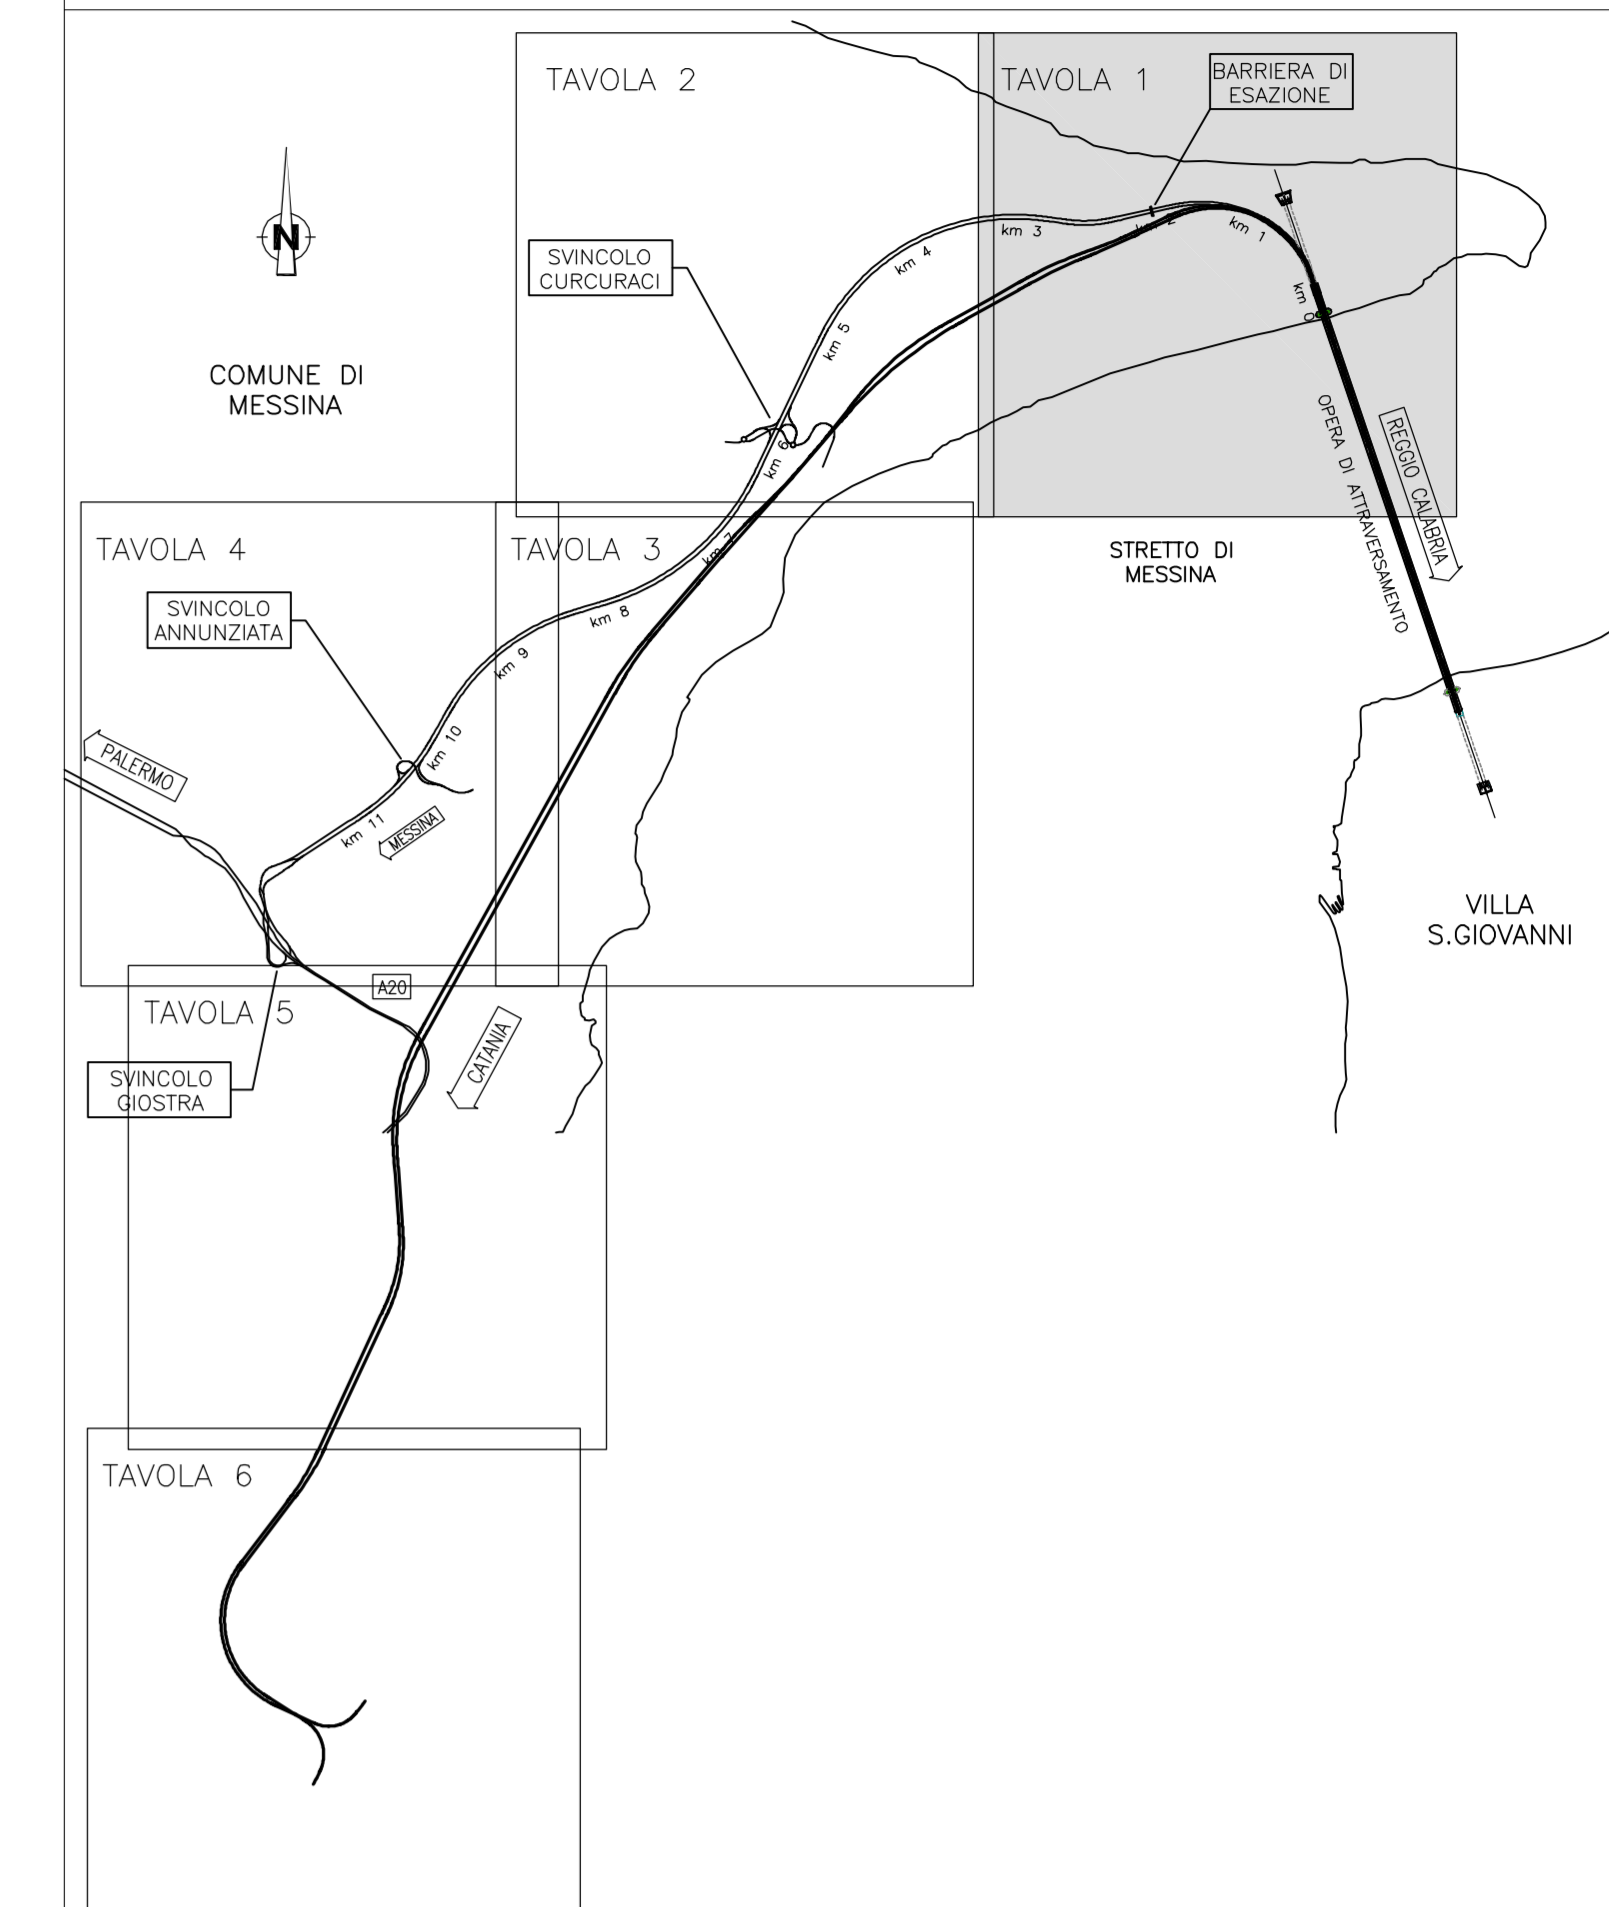 TAVOLA 2
TAVOLA 1
BARRIERA DI
ESAZIONE
N
SVINCOLO
CURCURACI
COMUNE DI
MESSINA
km 0
km 1
km 2
km 3
km 4
km 5
km 6
km 7
km 8
km 9
km 10
km 11
OPERA DI ATTRAVERSAMENTO
REGGIO CALABRIA
STRETTO DI
MESSINA
TAVOLA 4
TAVOLA 3
SVINCOLO
ANNUNZIATA
PALERMO
MESSINA
VILLA
S.GIOVANNI
A20
TAVOLA 5
CATANIA
SVINCOLO
GIOSTRA
TAVOLA 6